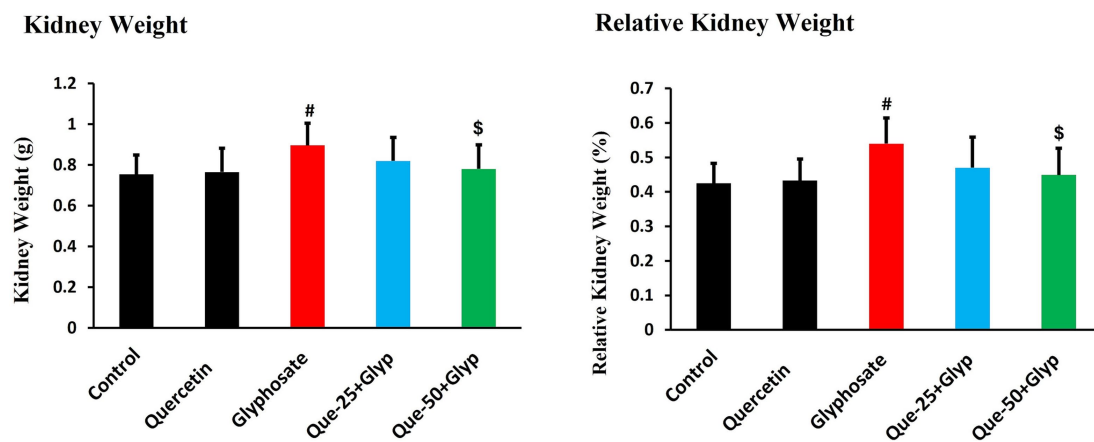 Kidney Weight
Kidney Weight (g)
1.2
1
0.8
0.6
0.4
0.2
0
#
$
Control
Quercetin
Glyphosate
Que-25+Glyp
Que-50+Glyp
Relative Kidney Weight
Relative Kidney Weight (%)
0.7
0.6
0.5
0.4
0.3
0.2
0.1
0
#
$
Control
Quercetin
Glyphosate
Que-25+Glyp
Que-50+Glyp